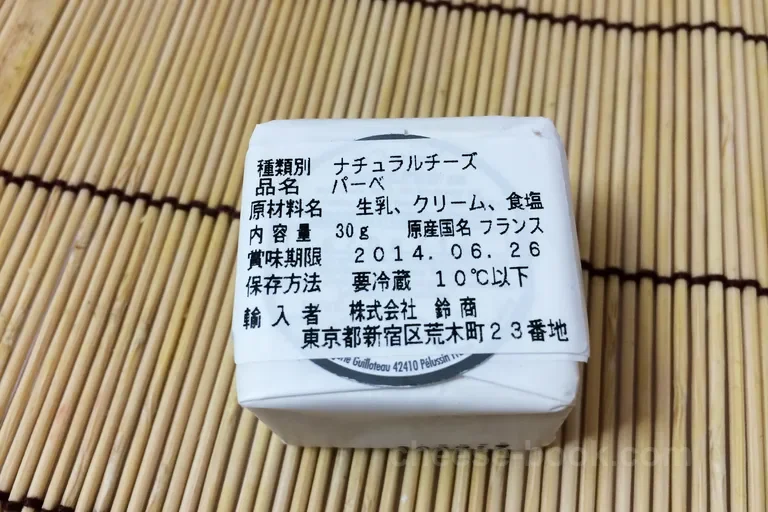 種類別 ナチュラルチーズ
品名 パーベ
原材料名 生乳、クリーム、食塩
内容量 30g 原産国名 フランス
賞味期限 2014.06.26
保存方法 要冷蔵 10℃以下
輸入者 株式会社 鈴商
東京都新宿区荒木町23番地
Guilloteau 42410 Pélussin
cheese-book.com